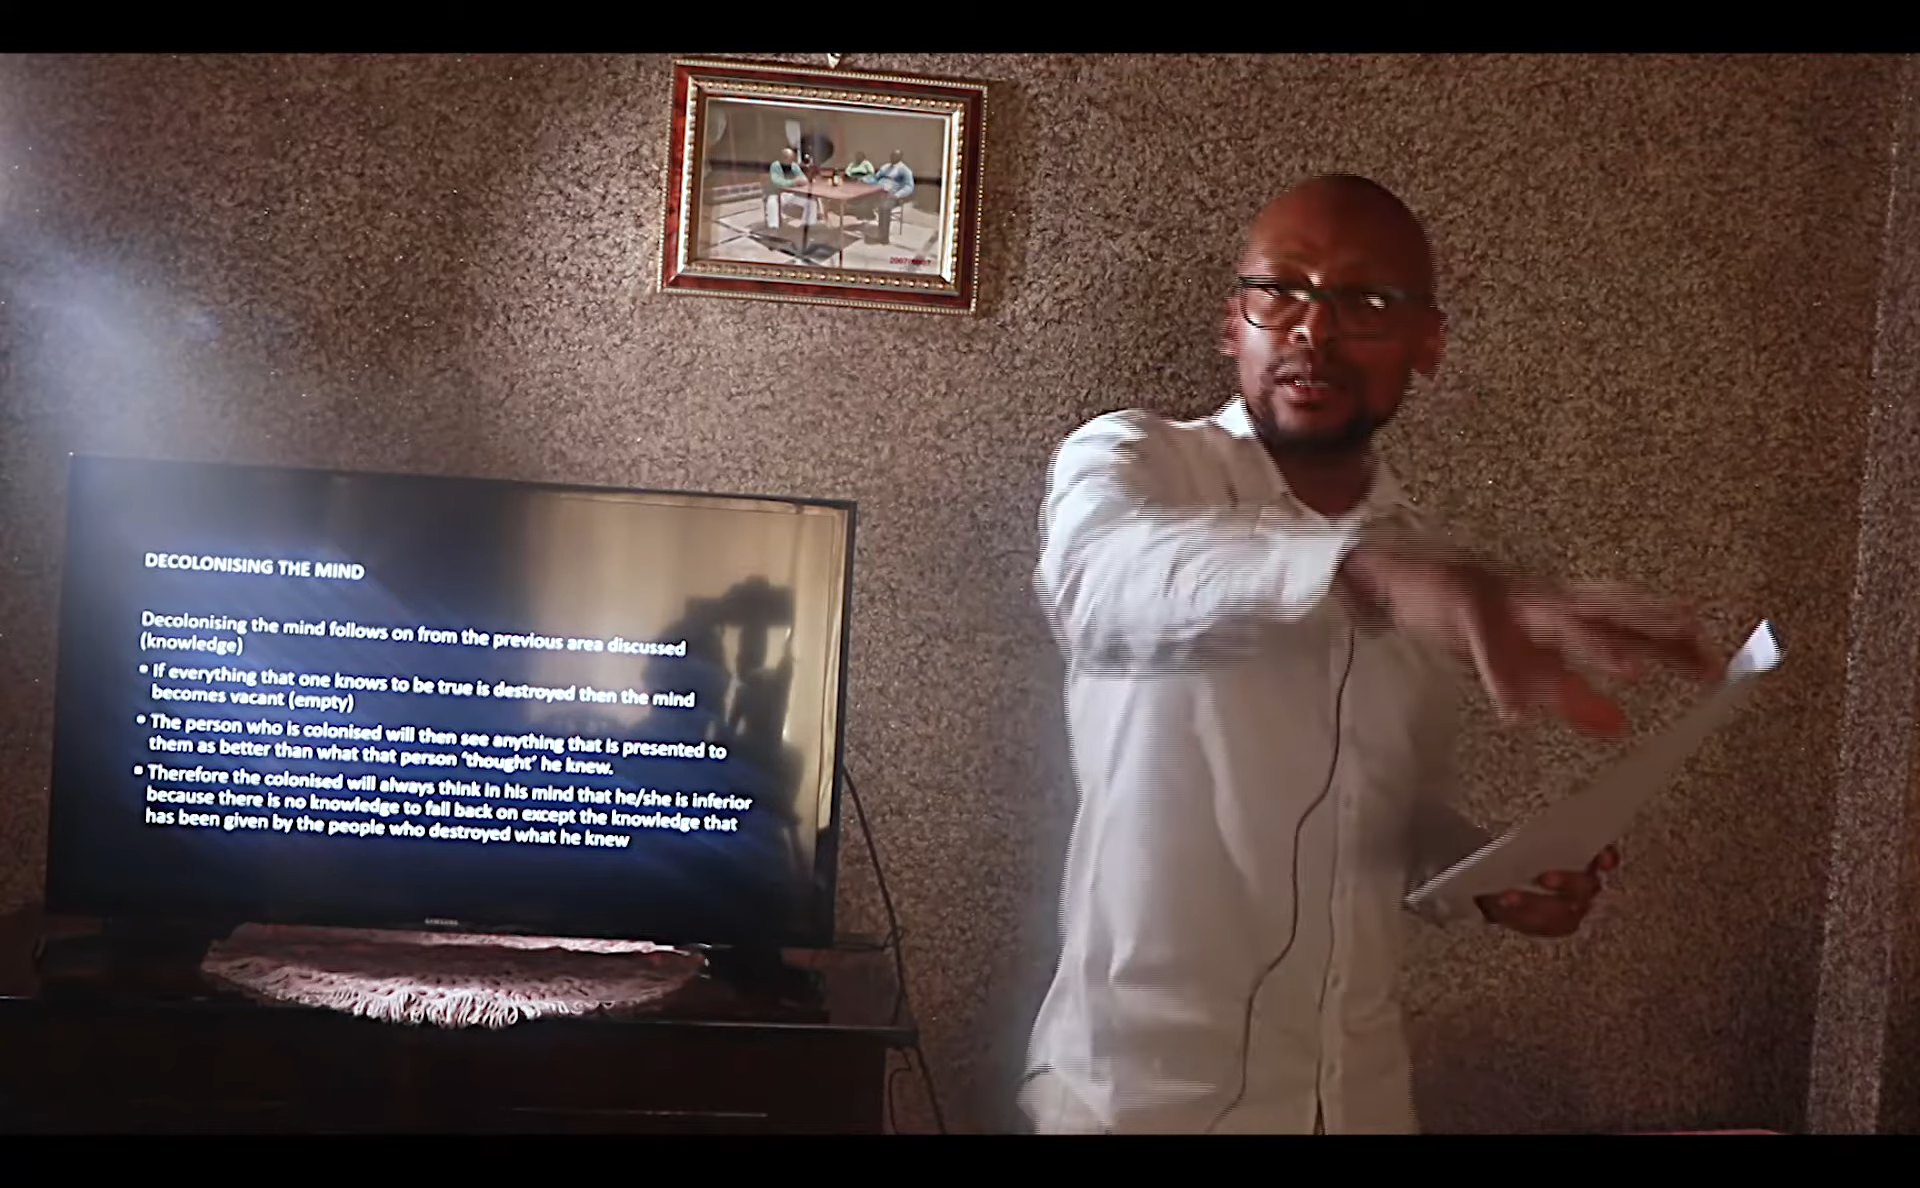 DECOLONISING THE MIND
Decolonising the mind follows on from the previous area discussed
(knowledge)
• If everything that one knows to be true is destroyed then the mind
becomes vacant (empty)
• The person who is colonised will then see anything that is presented to
them as better than what that person ‘thought’ he knew.
• Therefore the colonised will always think in his mind that he/she is inferior
because there is no knowledge to fall back on except the knowledge that
has been given by the people who destroyed what he knew
SAMSUNG